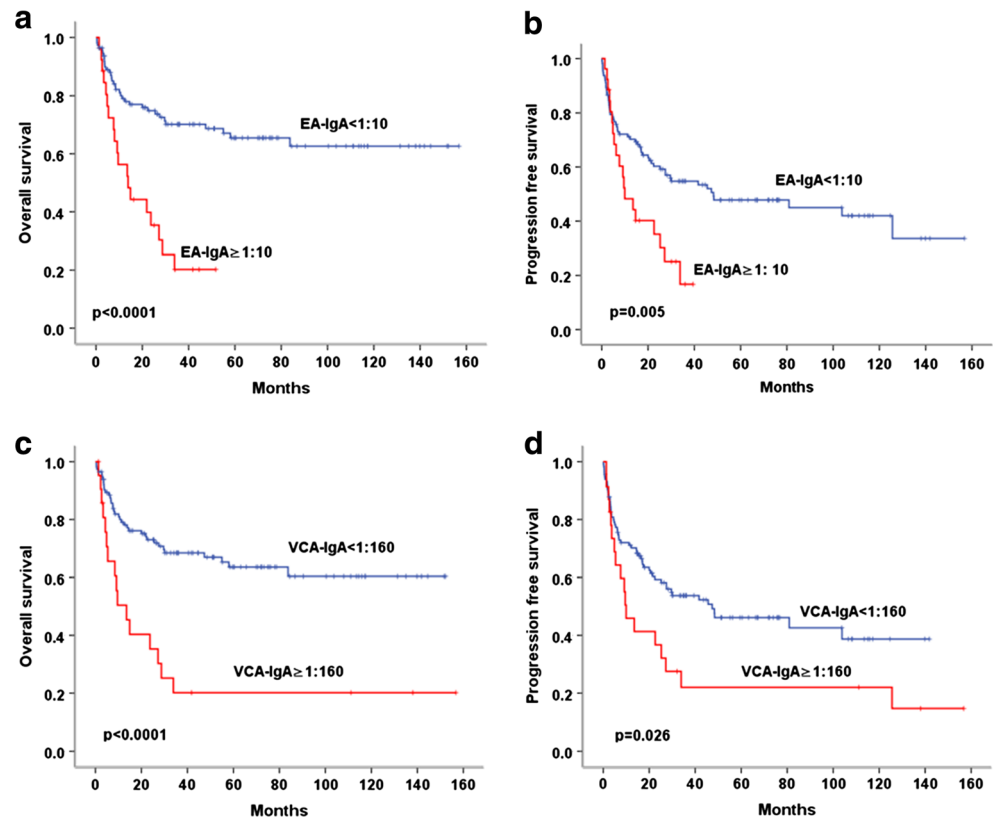 a
Overall survival
1.0
0.8
0.6
0.4
0.2
0.0
EA-IgA<1:10
EA-IgA≥1:10
p<0.0001
0 20 40 60 80 100 120 140 160
Months
b
Progression free survival
1.0
0.8
0.6
0.4
0.2
0.0
EA-IgA<1:10
EA-IgA≥1: 10
p=0.005
0 20 40 60 80 100 120 140 160
Months
c
Overall survival
1.0
0.8
0.6
0.4
0.2
0.0
VCA-IgA<1:160
VCA-IgA≥1:160
p<0.0001
0 20 40 60 80 100 120 140 160
Months
d
Progression free survival
1.0
0.8
0.6
0.4
0.2
0.0
VCA-IgA<1:160
VCA-IgA≥1:160
p=0.026
0 20 40 60 80 100 120 140 160
Months